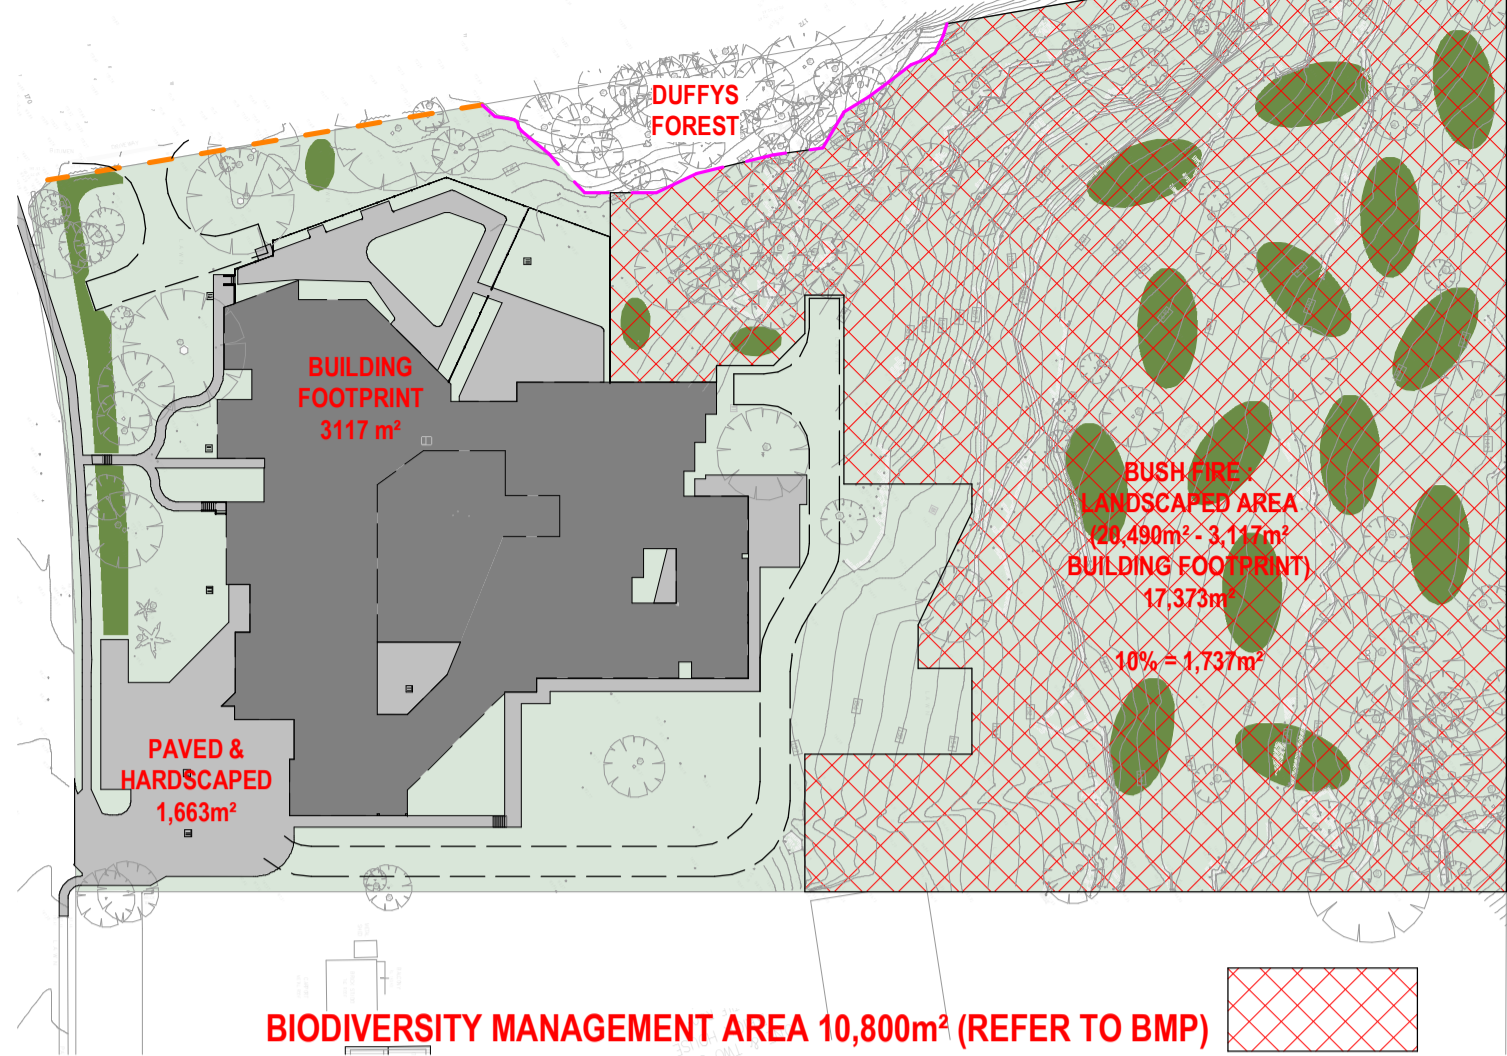 DUFFYS
FOREST
BUILDING
FOOTPRINT
3117 m²
BUSH FIRE :
LANDSCAPED AREA
(20,490m² - 3,117m²
BUILDING FOOTPRINT)
17,373m²
10% = 1,737m²
PAVED &
HARDSCAPED
1,663m²
BIODIVERSITY MANAGEMENT AREA 10,800m² (REFER TO BMP)